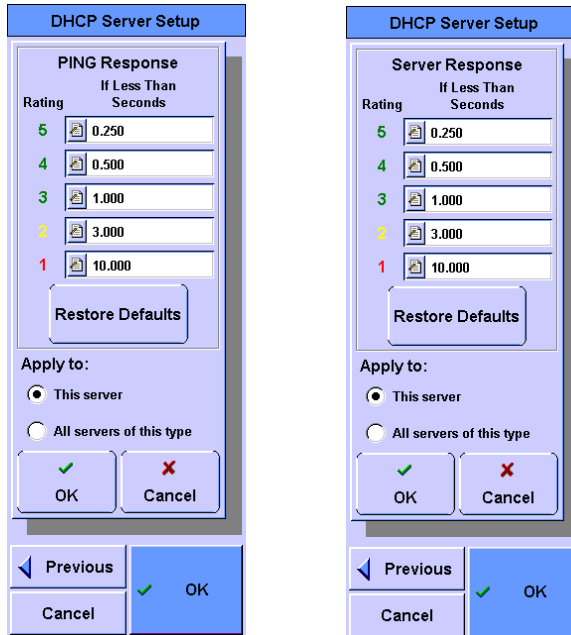 DHCP Server Setup
PING Response
If Less Than
Rating Seconds
5 0.250
4 0.500
3 1.000
2 3.000
1 10.000
Restore Defaults
Apply to:
This server
All servers of this type
OK Cancel
Previous
OK
Cancel
DHCP Server Setup
Server Response
If Less Than
Rating Seconds
5 0.250
4 0.500
3 1.000
2 3.000
1 10.000
Restore Defaults
Apply to:
This server
All servers of this type
OK Cancel
Previous
OK
Cancel